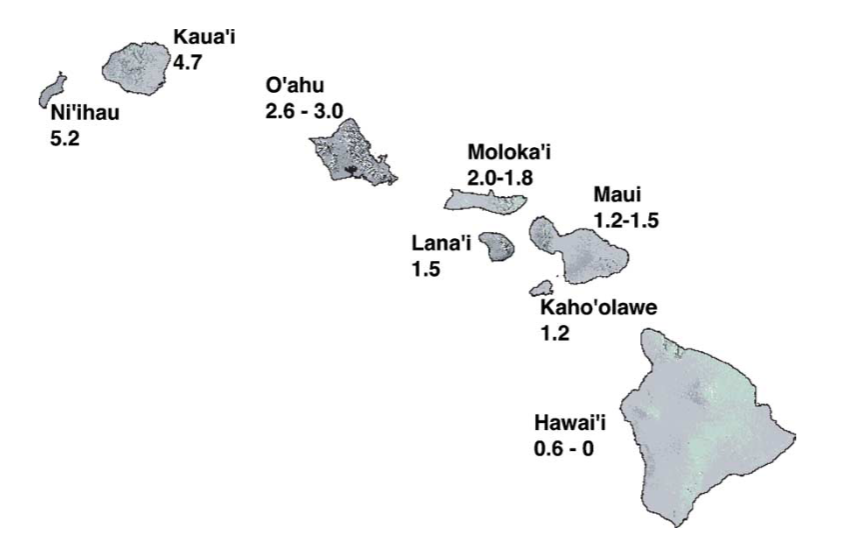 Kaua'i
4.7
Ni'ihau
5.2
O'ahu
2.6 - 3.0
Moloka'i
2.0-1.8
Maui
1.2-1.5
Lana'i
1.5
Kaho'olawe
1.2
Hawai'i
0.6 - 0